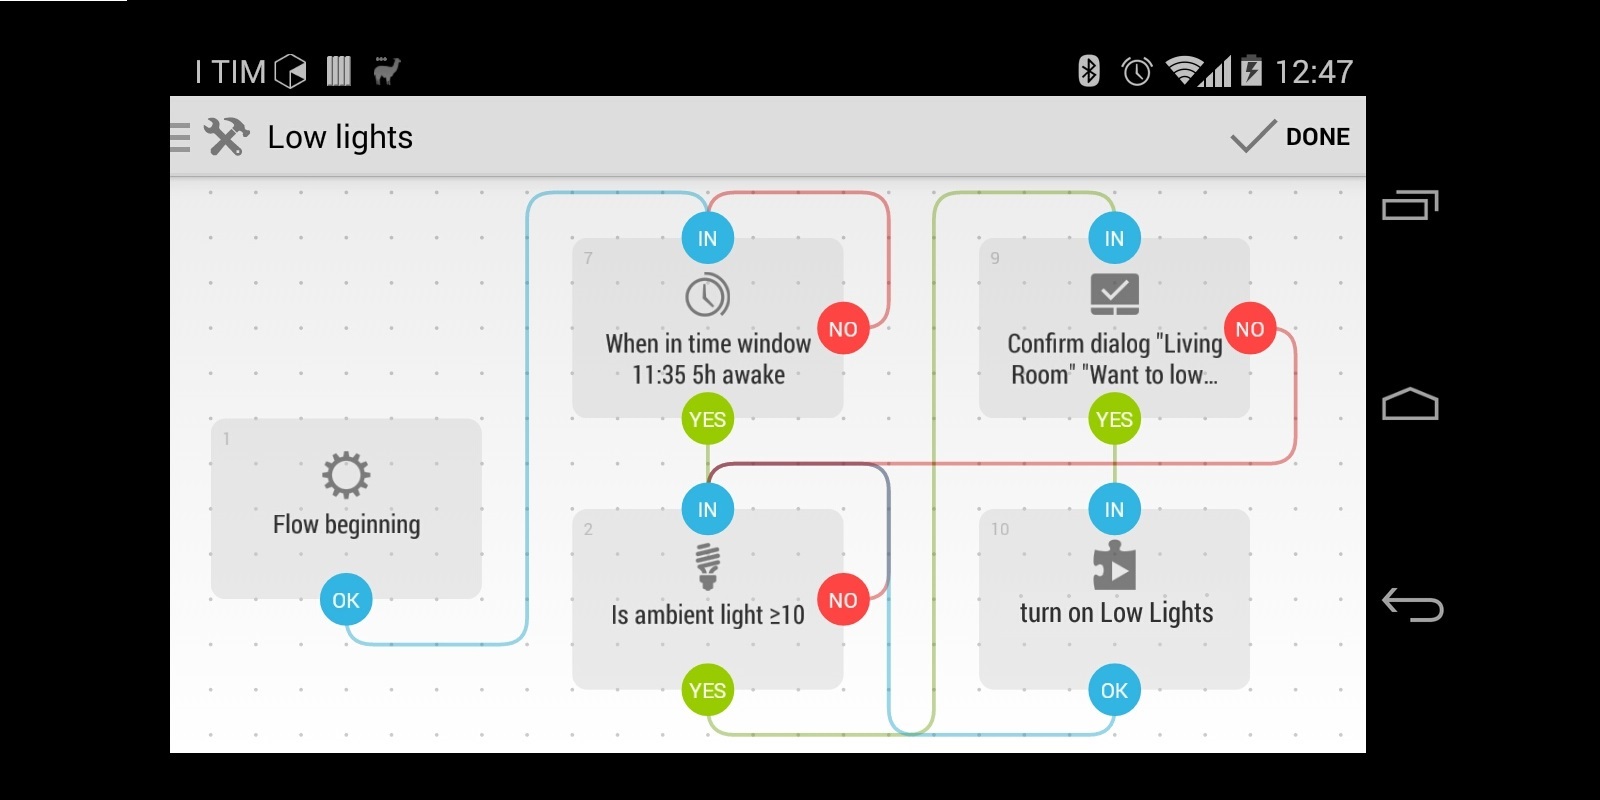 I TIM 12:47
Low lights
DONE
IN
7
When in time window
11:35 5h awake
NO
YES
IN
9
Confirm dialog "Living
Room" "Want to low...
NO
YES
1
Flow beginning
OK
IN
2
Is ambient light ≥10
NO
YES
IN
10
turn on Low Lights
OK